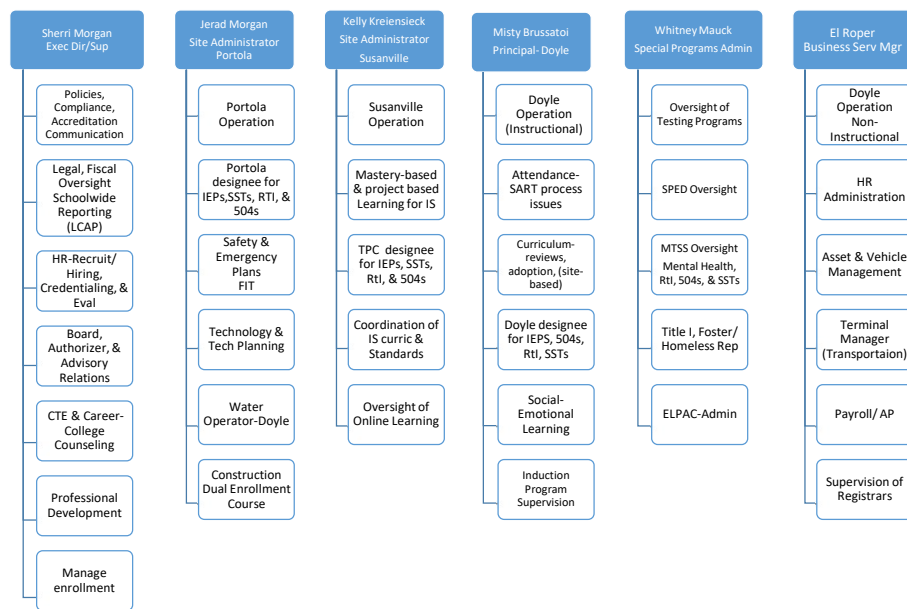 Sherri Morgan
Exec Dir/Sup
Policies,
Compliance,
Accreditation
Communication
Legal, Fiscal
Oversight
Schoolwide
Reporting
(LCAP)
HR-Recruit/
Hiring,
Credentialing, &
Eval
Board,
Authorizer, &
Advisory
Relations
CTE & Career-
College
Counseling
Professional
Development
Manage
enrollment
Jerad Morgan
Site Administrator
Portola
Portola
Operation
Portola
designee for
IEPs,SSTs, RTI, &
504s
Safety &
Emergency
Plans
FIT
Technology &
Tech Planning
Water
Operator-Doyle
Construction
Dual Enrollment
Course
Kelly Kreiensieck
Site Administrator
Susanville
Susanville
Operation
Mastery-based
& project based
Learning for IS
TPC designee
for IEPs, SSTs,
RtI, & 504s
Coordination of
IS curric &
Standards
Oversight of
Online Learning
Misty Brussatoi
Principal- Doyle
Doyle
Operation
(Instructional)
Attendance-
SART process
issues
Curriculum-
reviews,
adoption, (site-
based)
Doyle designee
for IEPS, 504s,
RtI, SSTs
Social-
Emotional
Learning
Induction
Program
Supervision
Whitney Mauck
Special Programs Admin
Oversight of
Testing Programs
SPED Oversight
MTSS Oversight
Mental Health,
RtI, 504s, & SSTs
Title I, Foster/
Homeless Rep
ELPAC-Admin
El Roper
Business Serv Mgr
Doyle
Operation
Non-
Instructional
HR
Administration
Asset & Vehicle
Management
Terminal
Manager
(Transportaion)
Payroll/ AP
Supervision of
Registrars